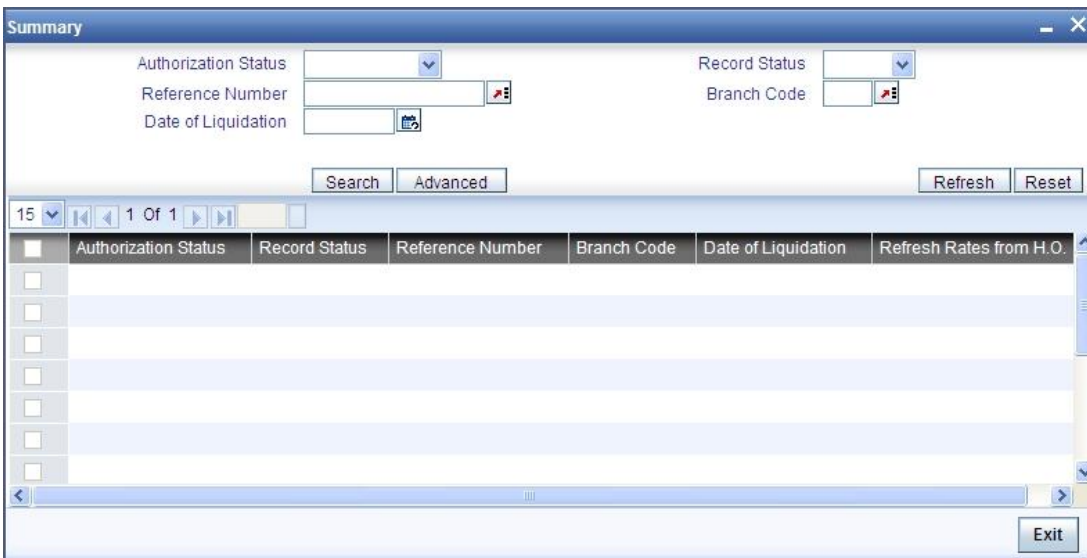 Summary
Authorization Status Record Status
Reference Number Branch Code
Date of Liquidation
Search Advanced Refresh Reset
15 1 Of 1
Authorization Status Record Status Reference Number Branch Code Date of Liquidation Refresh Rates from H.O.
Exit